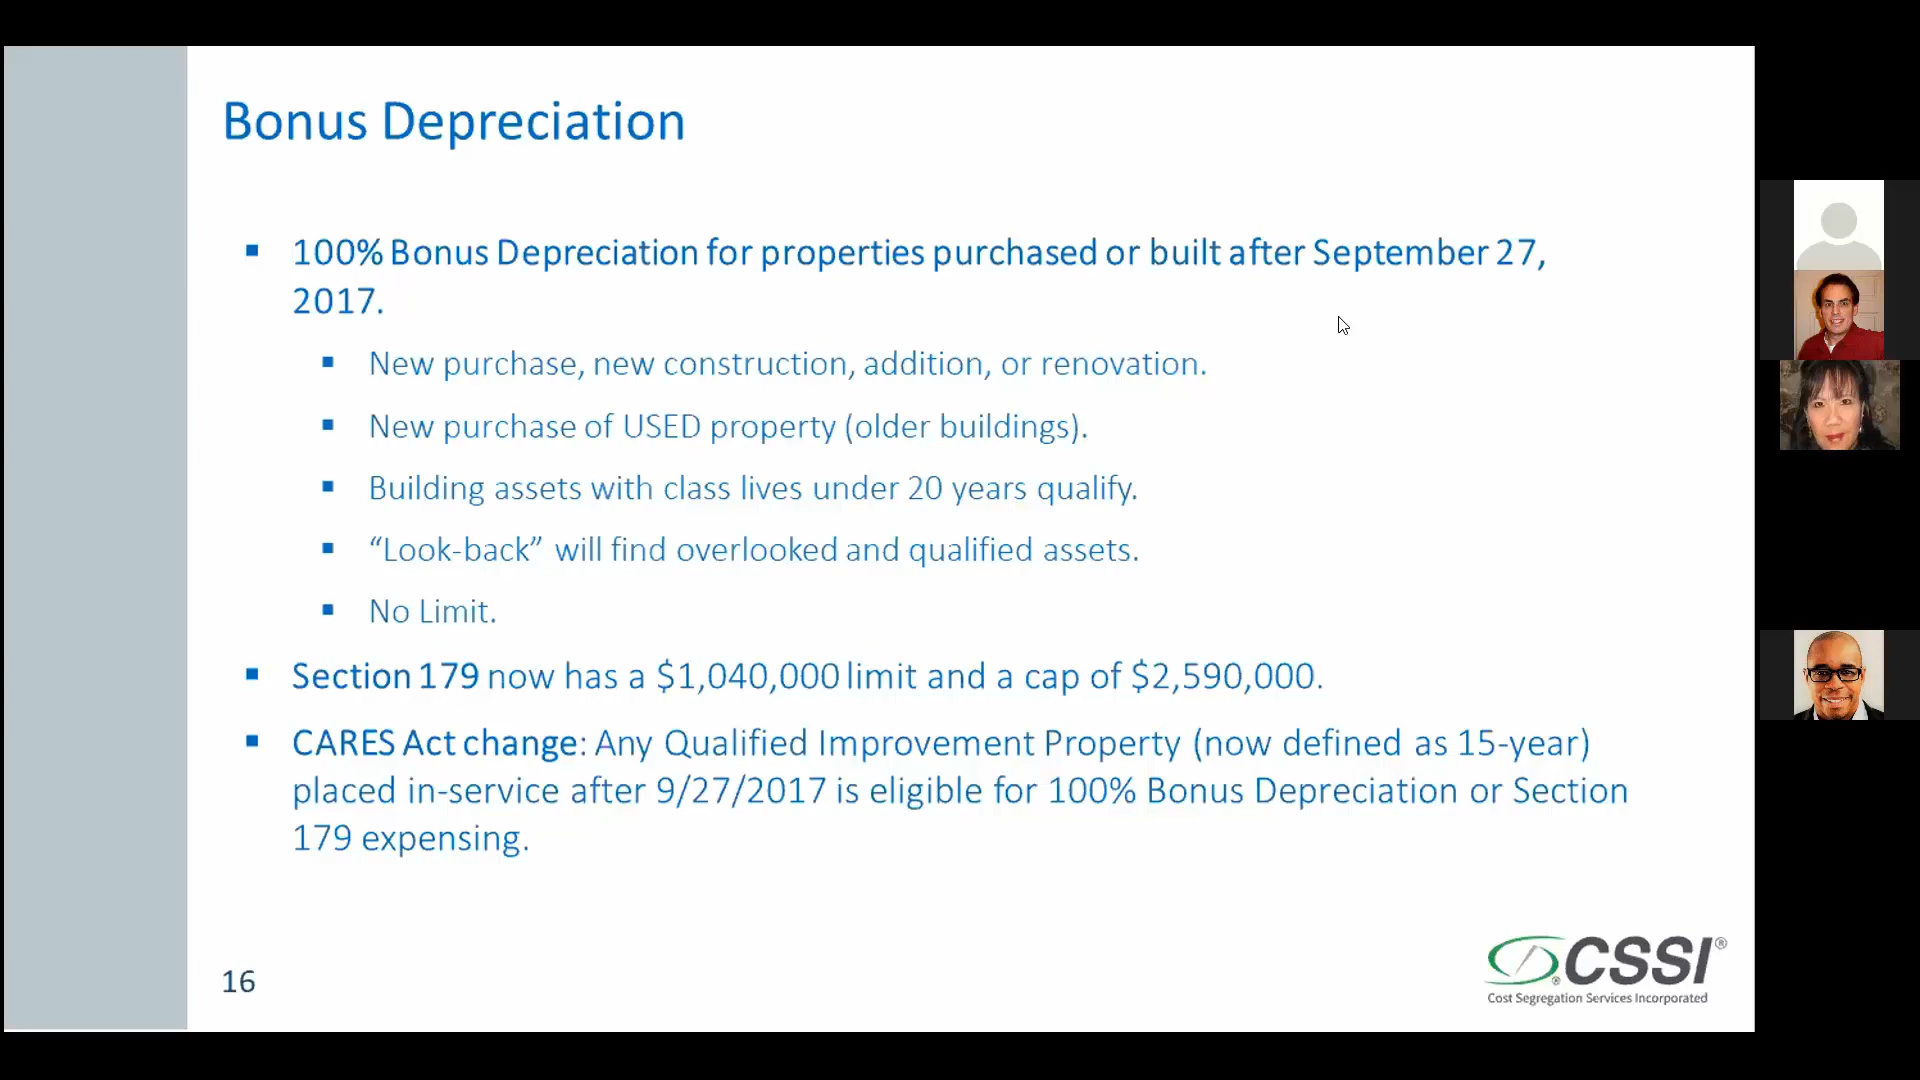 Bonus Depreciation
100% Bonus Depreciation for properties purchased or built after September 27,
2017.
New purchase, new construction, addition, or renovation.
New purchase of USED property (older buildings).
Building assets with class lives under 20 years qualify.
“Look-back” will find overlooked and qualified assets.
No Limit.
Section 179 now has a $1,040,000 limit and a cap of $2,590,000.
CARES Act change: Any Qualified Improvement Property (now defined as 15-year)
placed in-service after 9/27/2017 is eligible for 100% Bonus Depreciation or Section
179 expensing.
16
CSSI®
Cost Segregation Services Incorporated